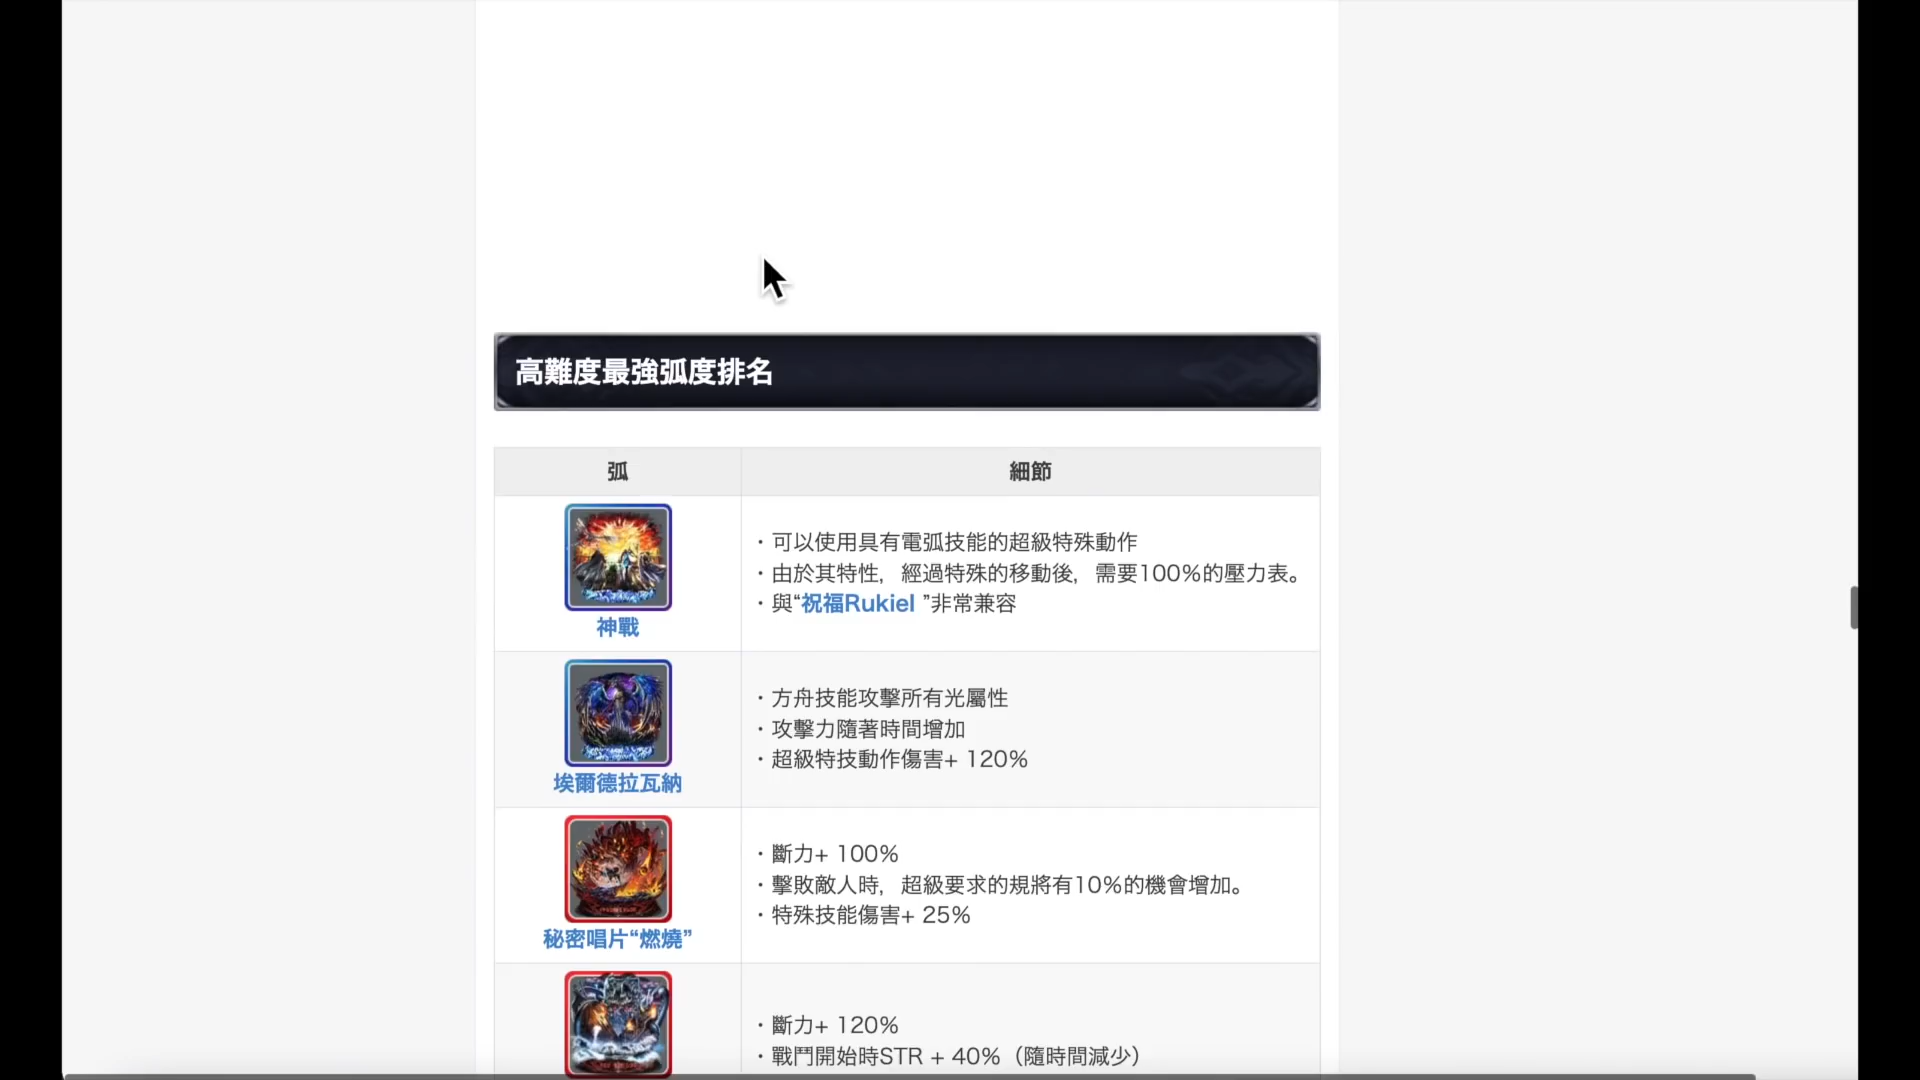 高難度最強弧度排名
弧 細節
・可以使用具有電弧技能的超級特殊動作
・由於其特性，經過特殊的移動後，需要100%的壓力表。
・與“祝福Rukiel ”非常兼容
神戰
・方舟技能攻擊所有光屬性
・攻擊力隨著時間增加
・超級特技動作傷害+ 120%
埃爾德拉瓦納
・斷力+ 100%
・擊敗敵人時，超級要求的規將有10%的機會增加。
・特殊技能傷害+ 25%
秘密唱片“燃燒”
・斷力+ 120%
・戰鬥開始時STR + 40%（隨時間減少）